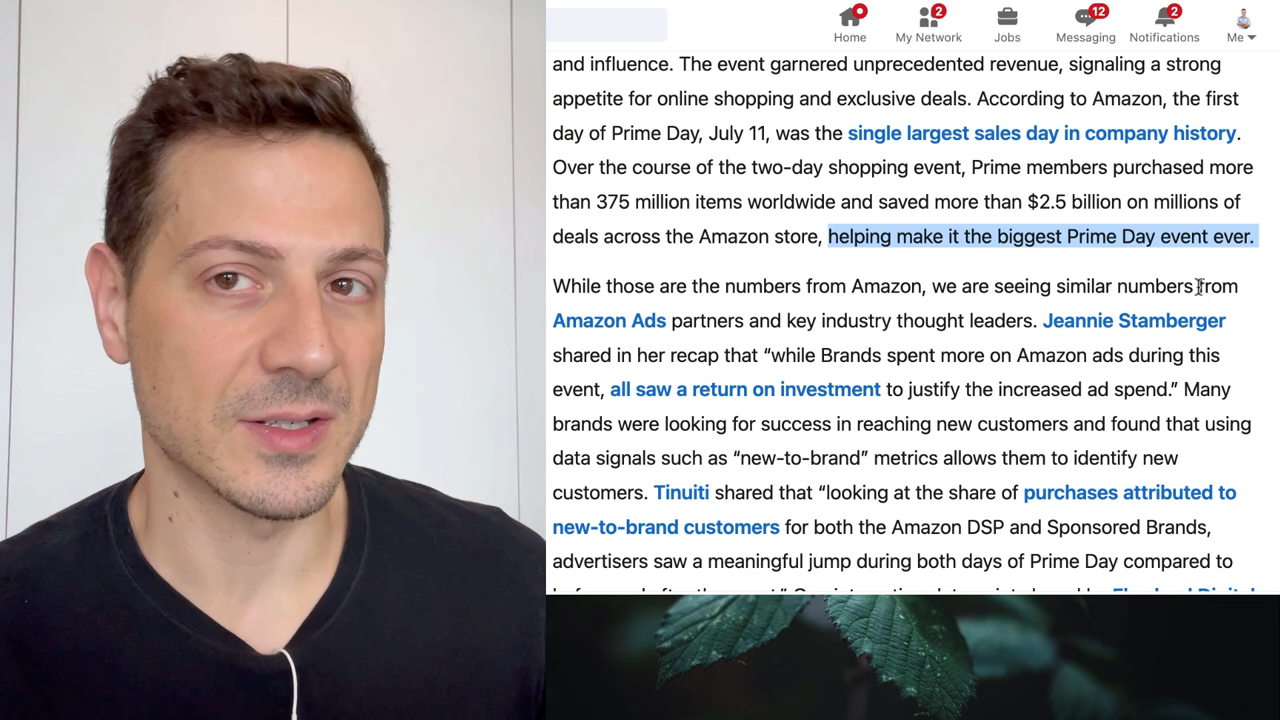 2
12
2
Home
My Network
Jobs
Messaging
Notifications
Me
and influence. The event garnered unprecedented revenue, signaling a strong
appetite for online shopping and exclusive deals. According to Amazon, the first
day of Prime Day, July 11, was the single largest sales day in company history.
Over the course of the two-day shopping event, Prime members purchased more
than 375 million items worldwide and saved more than $2.5 billion on millions of
deals across the Amazon store, helping make it the biggest Prime Day event ever.
While those are the numbers from Amazon, we are seeing similar numbers from
Amazon Ads partners and key industry thought leaders. Jeannie Stamberger
shared in her recap that “while Brands spent more on Amazon ads during this
event, all saw a return on investment to justify the increased ad spend.” Many
brands were looking for success in reaching new customers and found that using
data signals such as “new-to-brand” metrics allows them to identify new
customers. Tinuiti shared that “looking at the share of purchases attributed to
new-to-brand customers for both the Amazon DSP and Sponsored Brands,
advertisers saw a meaningful jump during both days of Prime Day compared to